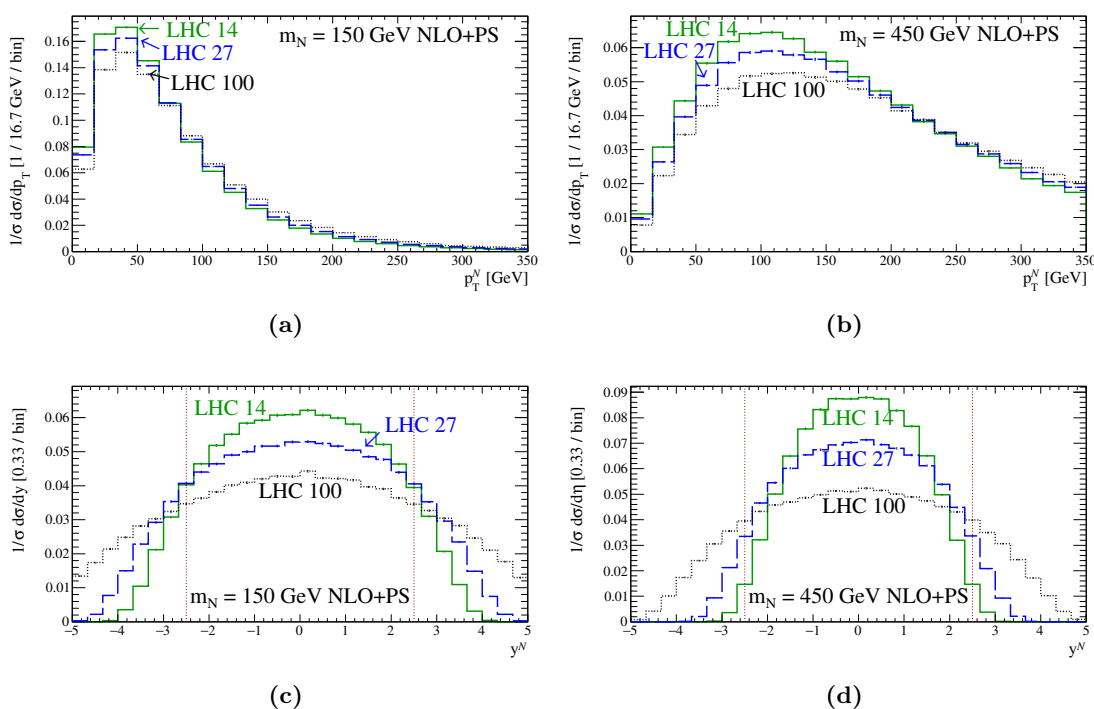 1/σ dσ/dp_T [1 / 16.7 GeV / bin]
0.16
0.14
0.12
0.1
0.08
0.06
0.04
0.02
0
LHC 14
LHC 27
LHC 100
m_N = 150 GeV NLO+PS
0 50 100 150 200 250 300 350
p_T^N [GeV]
(a)
1/σ dσ/dp_T [1 / 16.7 GeV / bin]
0.06
0.05
0.04
0.03
0.02
0.01
0
LHC 14
LHC 27
LHC 100
m_N = 450 GeV NLO+PS
0 50 100 150 200 250 300 350
p_T^N [GeV]
(b)
1/σ dσ/dy [0.33 / bin]
0.06
0.05
0.04
0.03
0.02
0.01
0
LHC 14
LHC 27
LHC 100
m_N = 150 GeV NLO+PS
−5 −4 −3 −2 −1 0 1 2 3 4 5
y^N
(c)
1/σ dσ/dη [0.33 / bin]
0.09
0.08
0.07
0.06
0.05
0.04
0.03
0.02
0.01
0
LHC 14
LHC 27
LHC 100
m_N = 450 GeV NLO+PS
−5 −4 −3 −2 −1 0 1 2 3 4 5
y^N
(d)